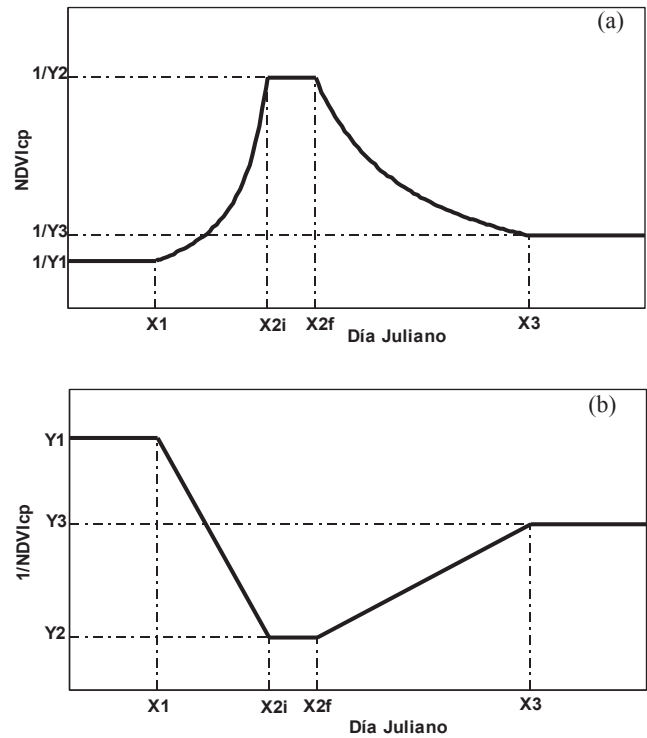 (a)
1/Y2
NDVIcp
1/Y3
1/Y1
X1 X2i X2f X3
Día Juliano
(b)
Y1
Y3
1/NDVIcp
Y2
X1 X2i X2f X3
Día Juliano